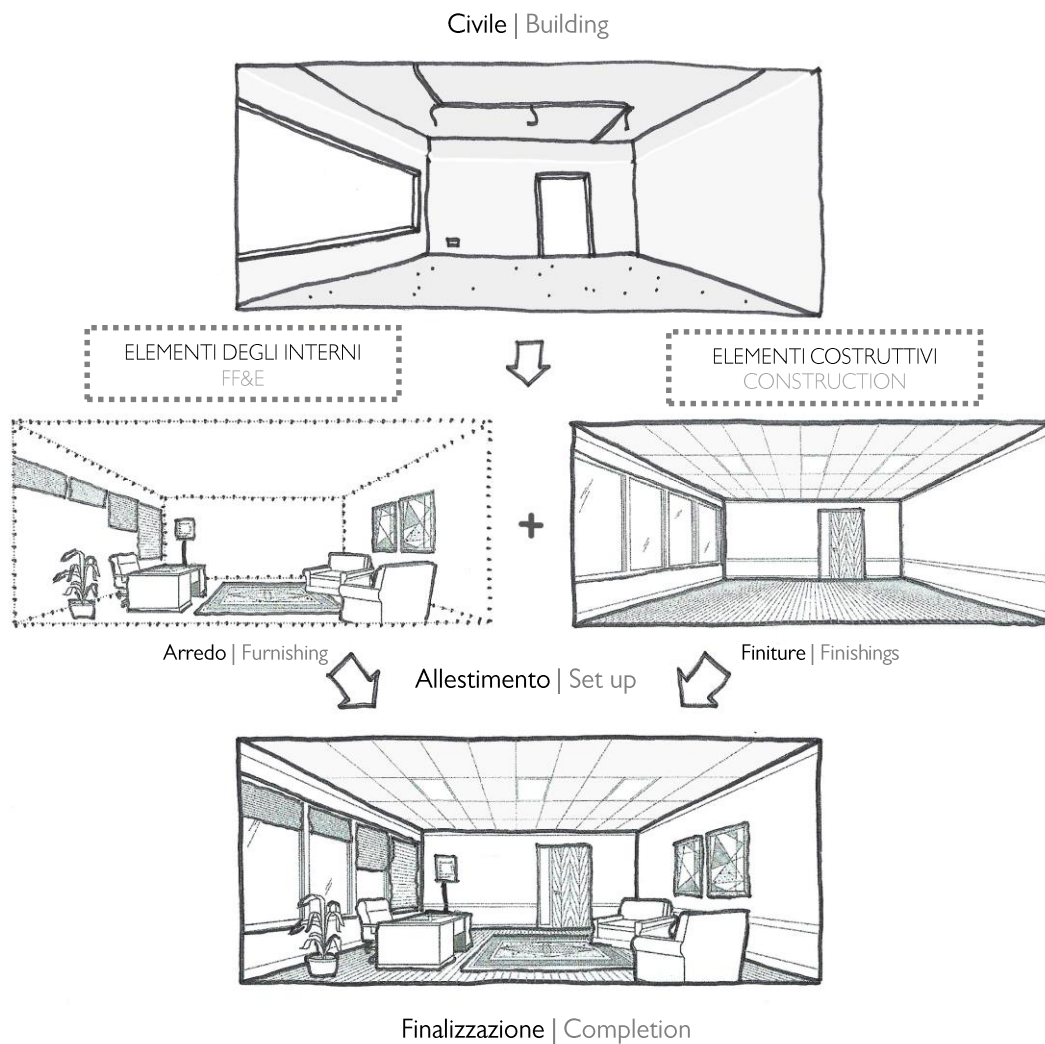 Civile | Building
ELEMENTI DEGLI INTERNI
FF&E
ELEMENTI COSTRUTTIVI
CONSTRUCTION
+
Arredo | Furnishing
Finiture | Finishings
Allestimento | Set up
Finalizzazione | Completion